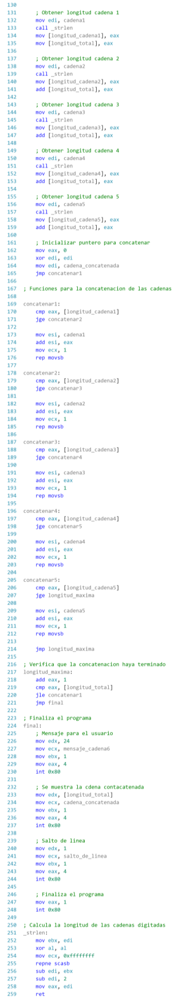 130
131 ; Obtener longitud cadena 1
132 mov edi, cadena1
133 call _strlen
134 mov [longitud_cadena1], eax
135 mov [longitud_total], eax
136
137 ; Obtener longitud cadena 2
138 mov edi, cadena2
139 call _strlen
140 mov [longitud_cadena2], eax
141 add [longitud_total], eax
142
143 ; Obtener longitud cadena 3
144 mov edi, cadena3
145 call _strlen
146 mov [longitud_cadena3], eax
147 add [longitud_total], eax
148
149 ; Obtener longitud cadena 4
150 mov edi, cadena4
151 call _strlen
152 mov [longitud_cadena4], eax
153 add [longitud_total], eax
154
155 ; Obtener longitud cadena 5
156 mov edi, cadena5
157 call _strlen
158 mov [longitud_cadena5], eax
159 add [longitud_total], eax
160
161 ; Inicializar puntero para concatenar
162 mov eax, 0
163 xor edi, edi
164 mov edi, cadena_concatenada
165 jmp concatenar1
166
167 ; Funciones para la concatenacion de las cadenas
168
169 concatenar1:
170 cmp eax, [longitud_cadena1]
171 jge concatenar2
172
173 mov esi, cadena1
174 add esi, eax
175 mov ecx, 1
176 rep movsb
177
178 concatenar2:
179 cmp eax, [longitud_cadena2]
180 jge concatenar3
181
182 mov esi, cadena2
183 add esi, eax
184 mov ecx, 1
185 rep movsb
186
187 concatenar3:
188 cmp eax, [longitud_cadena3]
189 jge concatenar4
190
191 mov esi, cadena3
192 add esi, eax
193 mov ecx, 1
194 rep movsb
195
196 concatenar4:
197 cmp eax, [longitud_cadena4]
198 jge concatenar5
199
200 mov esi, cadena4
201 add esi, eax
202 mov ecx, 1
203 rep movsb
204
205 concatenar5:
206 cmp eax, [longitud_cadena5]
207 jge longitud_maxima
208
209 mov esi, cadena5
210 add esi, eax
211 mov ecx, 1
212 rep movsb
213
214 jmp longitud_maxima
215
216 ; Verifica que la concatenacion haya terminado
217 longitud_maxima:
218 add eax, 1
219 cmp eax, [longitud_total]
220 jle concatenar1
221 jmp final
222
223 ; Finaliza el programa
224 final:
225 ; Mensaje para el usuario
226 mov edx, 24
227 mov ecx, mensaje_cadena6
228 mov ebx, 1
229 mov eax, 4
230 int 0x80
231
232 ; Se muestra la cdena contacatenada
233 mov edx, [longitud_total]
234 mov ecx, cadena_concatenada
235 mov ebx, 1
236 mov eax, 4
237 int 0x80
238
239 ; Salto de linea
240 mov edx, 1
241 mov ecx, salto_de_linea
242 mov ebx, 1
243 mov eax, 4
244 int 0x80
245
246 ; Finaliza el programa
247 mov eax, 1
248 int 0x80
249
250 ; Calcula la longitud de las cadenas digitadas
251 _strlen:
252 mov ebx, edi
253 xor al, al
254 mov ecx, 0xffffffff
255 repne scasb
256 sub edi, ebx
257 sub edi, 2
258 mov eax, edi
259 ret